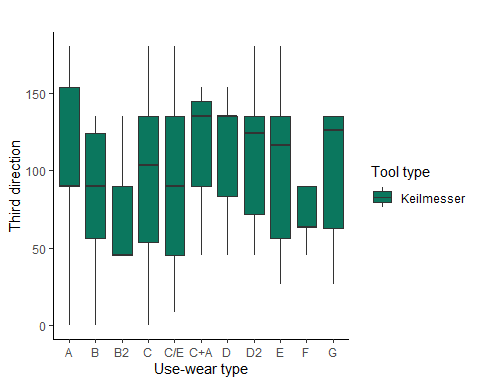 Third direction
150
100
50
0
A B B2 C C/E C+A D D2 E F G
Use-wear type
Tool type
Keilmesser